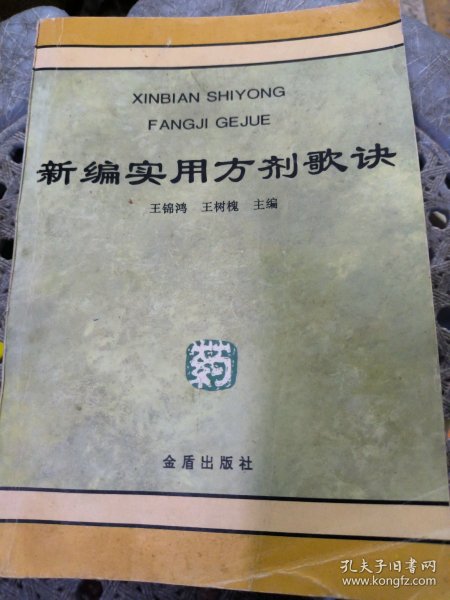 XINBIAN SHIYONG
FANGJI GEJUE
新编实用方剂歌诀
王锦鸿 王树槐 主编
药
金盾出版社
孔夫子旧书网
www.kongfz.com